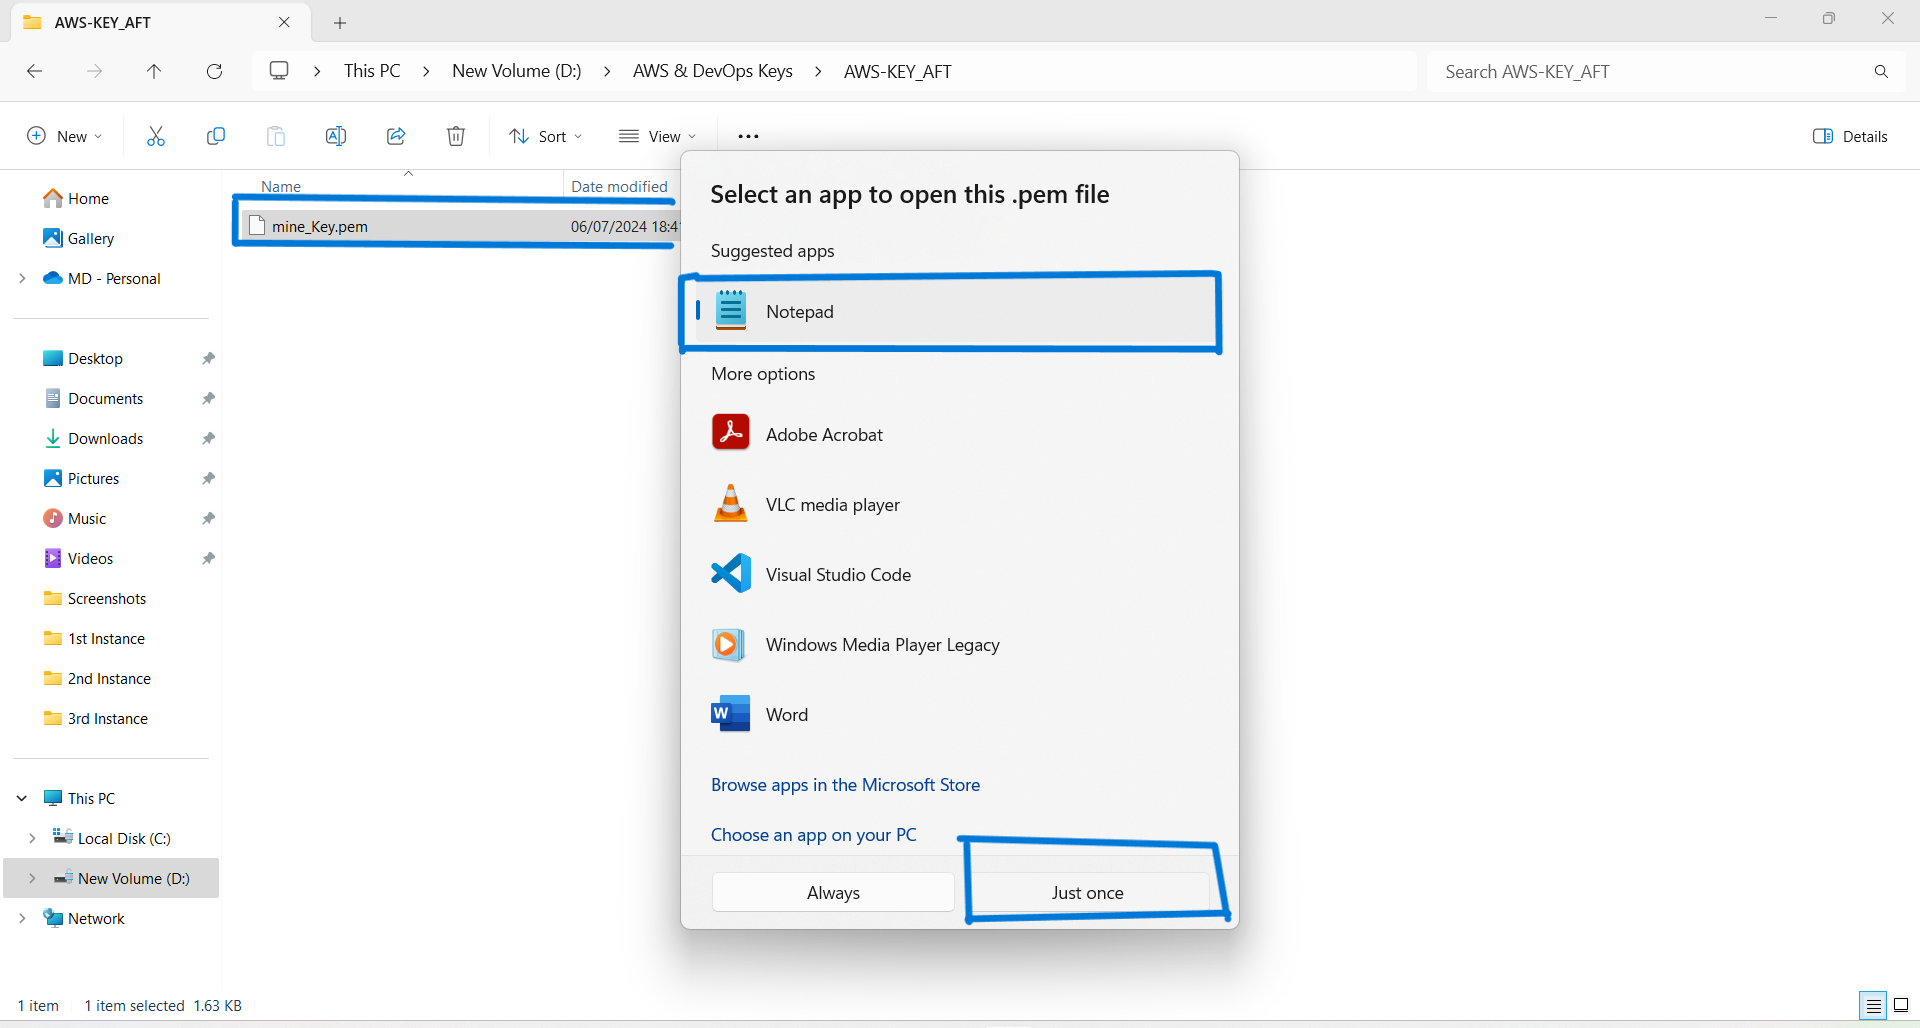 AWS-KEY_AFT
This PC > New Volume (D:) > AWS & DevOps Keys > AWS-KEY_AFT
Search AWS-KEY_AFT
New
Sort
View
Details
Home
Gallery
MD - Personal
Desktop
Documents
Downloads
Pictures
Music
Videos
Screenshots
1st Instance
2nd Instance
3rd Instance
This PC
Local Disk (C:)
New Volume (D:)
Network
Name Date modified
mine_Key.pem 06/07/2024 18:41
Select an app to open this .pem file
Suggested apps
Notepad
More options
Adobe Acrobat
VLC media player
Visual Studio Code
Windows Media Player Legacy
W Word
Browse apps in the Microsoft Store
Choose an app on your PC
Always Just once
1 item 1 item selected 1.63 KB